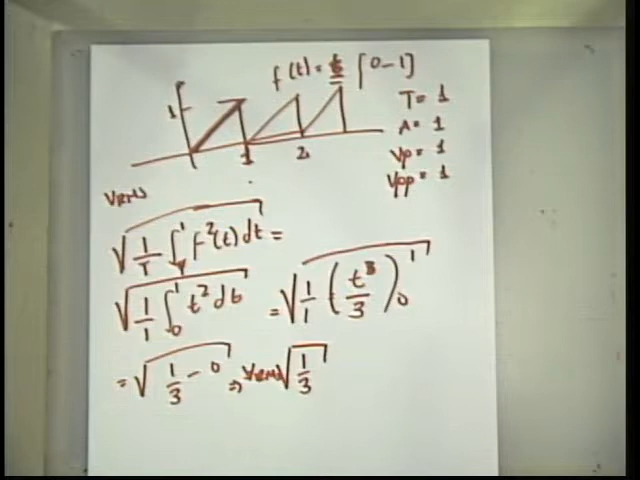 f(t) = t [0-1]
1
1 2
T = 1
A = 1
Vp = 1
Vpp = 1
VRMS
√(1/T ∫ ¹ f²(t) dt) =
√(1/1 ∫₀¹ t² dt) = √(1/1 (t³/3)₀¹)
= √(1/3 - 0) ⇒ VRMS √(1/3)